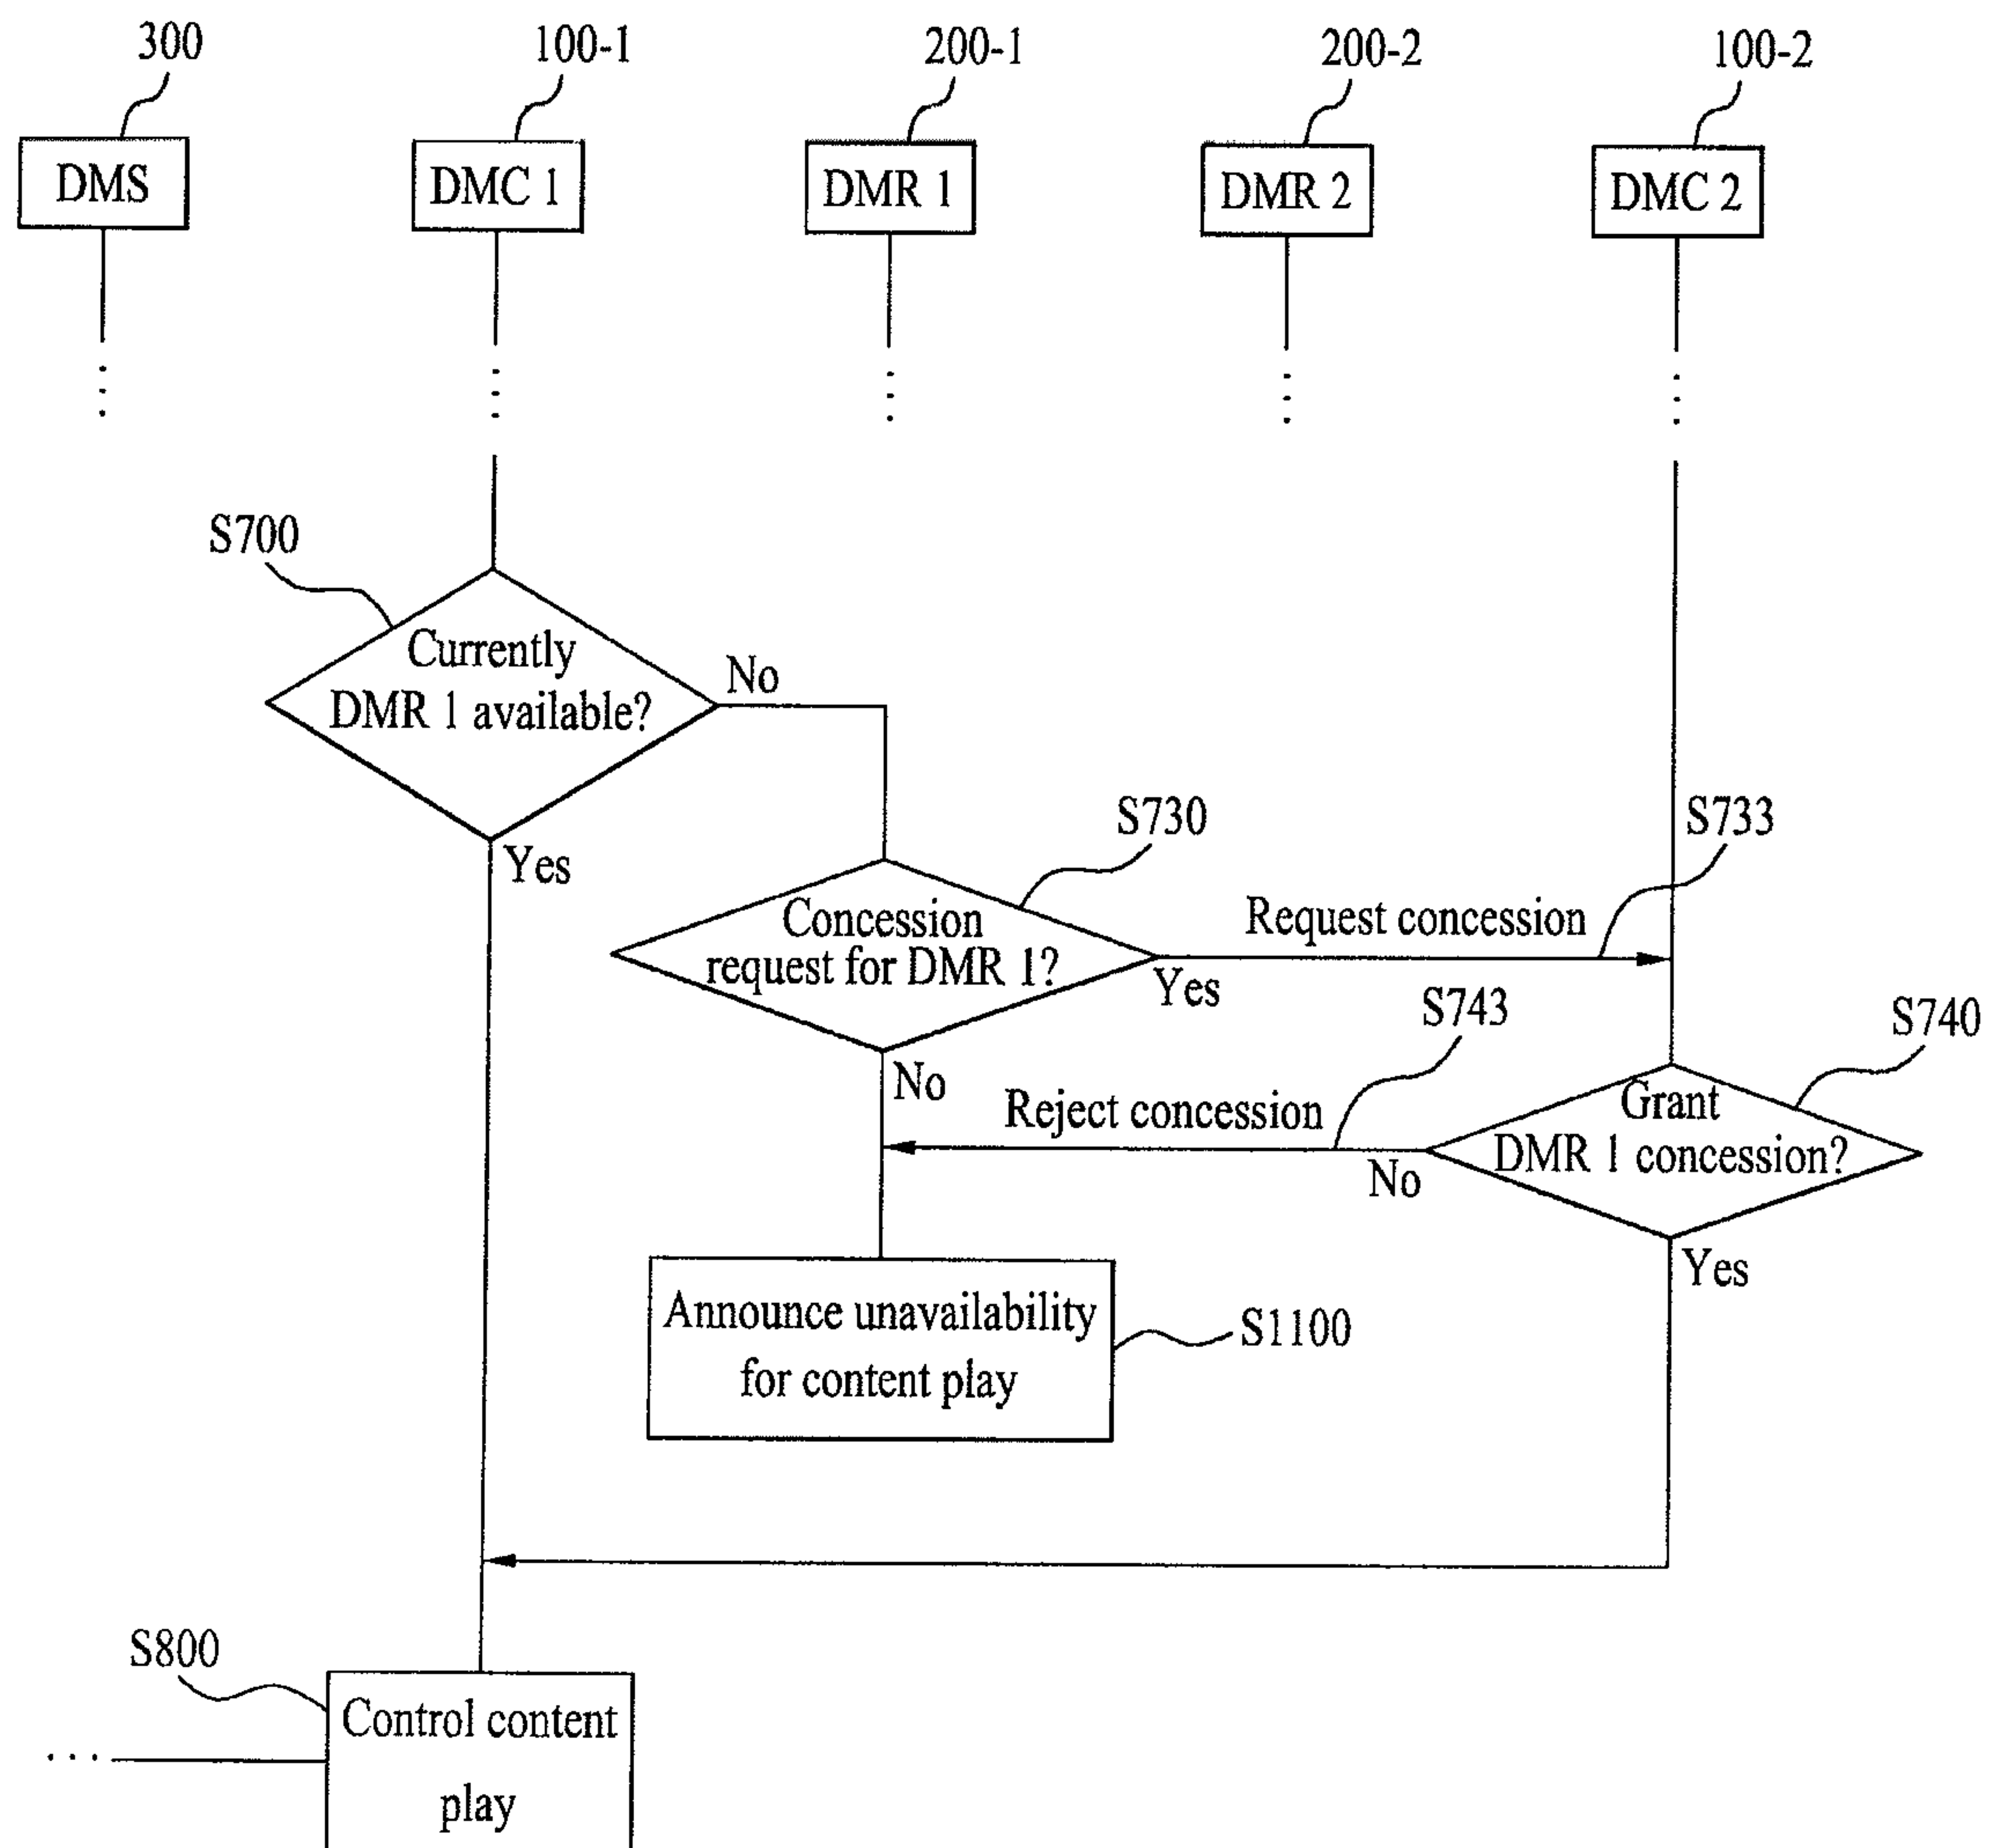 300
100-1
200-1
200-2
100-2
DMS
DMC 1
DMR 1
DMR 2
DMC 2
S700
Currently
DMR 1 available?
No
Yes
S730
S733
Concession
request for DMR 1?
Request concession
Yes
S743
S740
No
Reject concession
Grant
DMR 1 concession?
No
Yes
Announce unavailability
for content play
S1100
S800
Control content
play